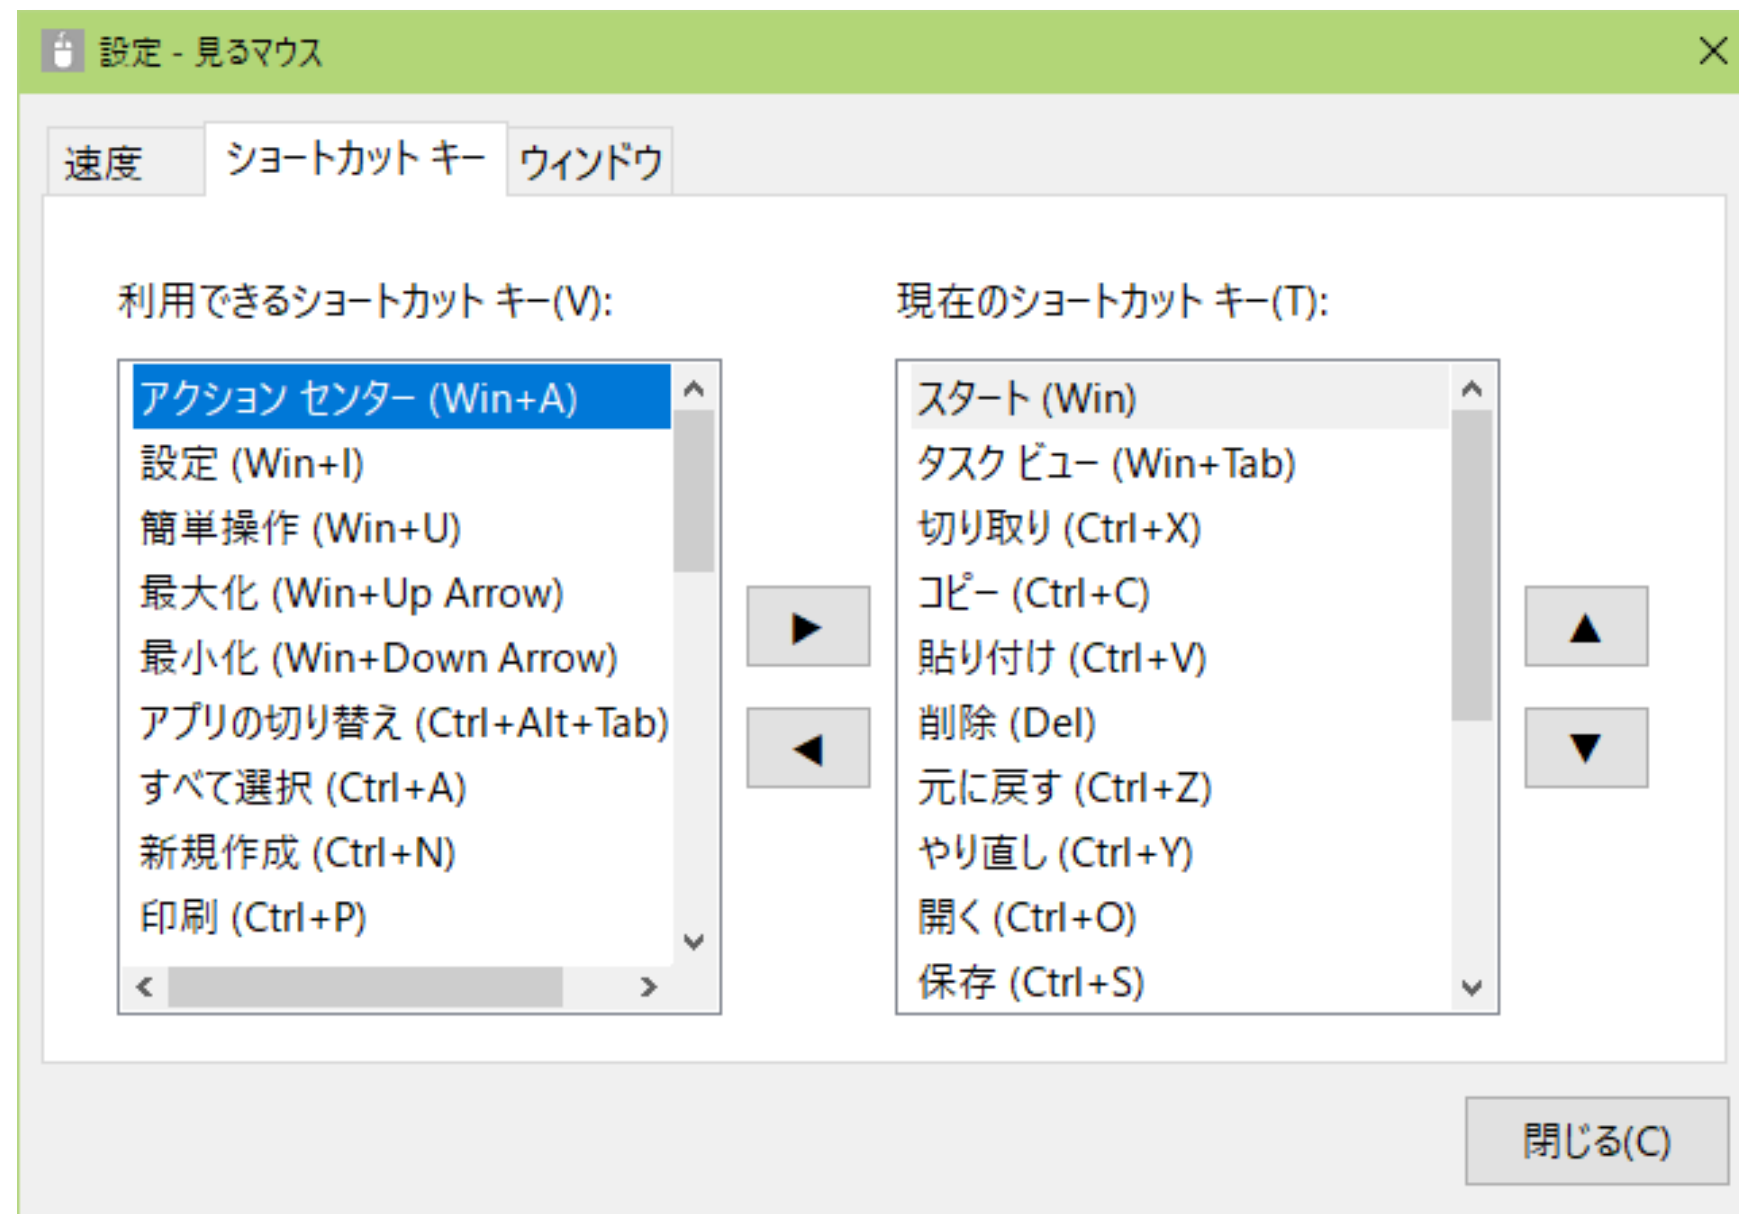 設定 - 見るマウス
速度
ショートカット キー
ウィンドウ
利用できるショートカット キー(V):
アクション センター (Win+A)
設定 (Win+I)
簡単操作 (Win+U)
最大化 (Win+Up Arrow)
最小化 (Win+Down Arrow)
アプリの切り替え (Ctrl+Alt+Tab)
すべて選択 (Ctrl+A)
新規作成 (Ctrl+N)
印刷 (Ctrl+P)
現在のショートカット キー(T):
スタート (Win)
タスク ビュー (Win+Tab)
切り取り (Ctrl+X)
コピー (Ctrl+C)
貼り付け (Ctrl+V)
削除 (Del)
元に戻す (Ctrl+Z)
やり直し (Ctrl+Y)
開く (Ctrl+O)
保存 (Ctrl+S)
閉じる(C)